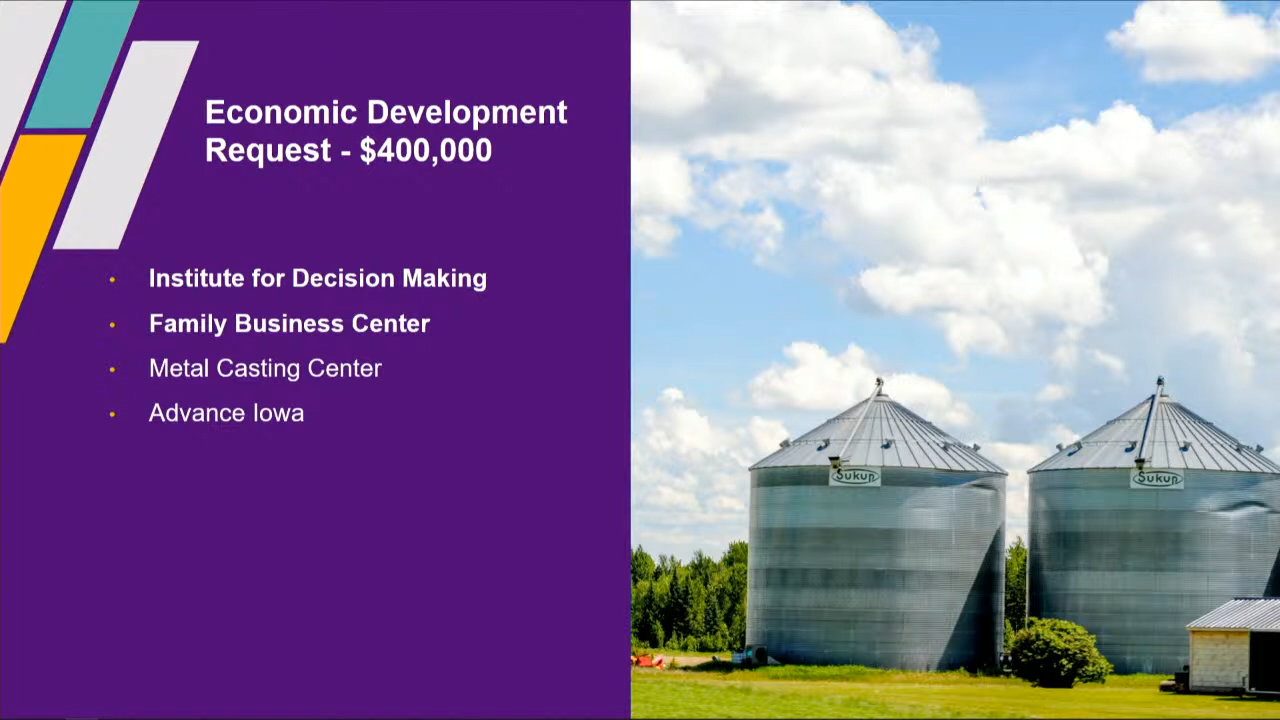 Economic Development
Request - $400,000
Institute for Decision Making
Family Business Center
Metal Casting Center
Advance Iowa
Sukup
Sukup